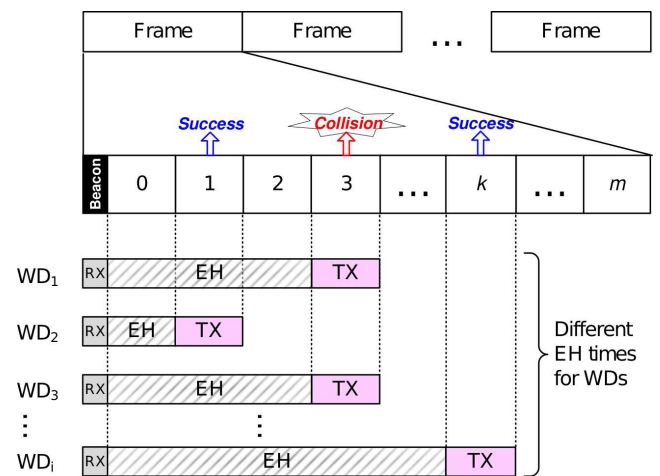 Frame Frame ... Frame
Success Collision Success
Beacon 0 1 2 3 ... k ... m
WD1 RX EH TX
WD2 RX EH TX
WD3 RX EH TX
WDi RX EH TX
Different
EH times
for WDs